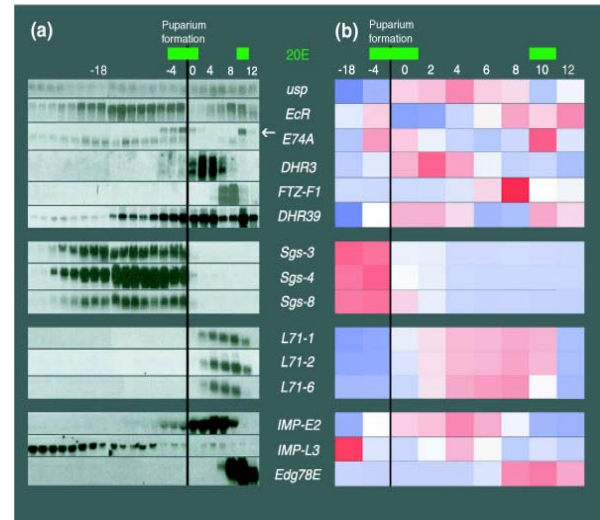 (a)
Puparium
formation
20E
(b)
Puparium
formation
-18 -4 0 4 8 12
-18 -4 0 2 4 6 8 10 12
usp
EcR
← E74A
DHR3
FTZ-F1
DHR39
Sgs-3
Sgs-4
Sgs-8
L71-1
L71-2
L71-6
IMP-E2
IMP-L3
Edg78E